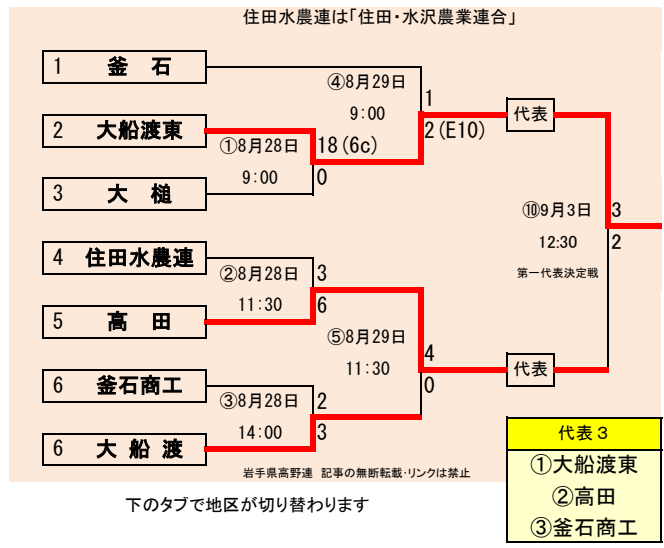 住田水農連は「住田・水沢農業連合」
1 釜 石
④8月29日
9:00
1
代表
2 大船渡東
2(E10)
①8月28日
9:00
18(6c)
0
3 大 槌
⑩9月3日
12:30
第一代表決定戦
3
2
4 住田水農連
②8月28日
11:30
3
6
5 高 田
⑤8月29日
11:30
4
0
代表
6 釜石商工
③8月28日
14:00
2
3
6 大 船 渡
岩手県高野連 記事の無断転載・リンクは禁止
下のタブで地区が切り替わります
代表3
①大船渡東
②高田
③釜石商工